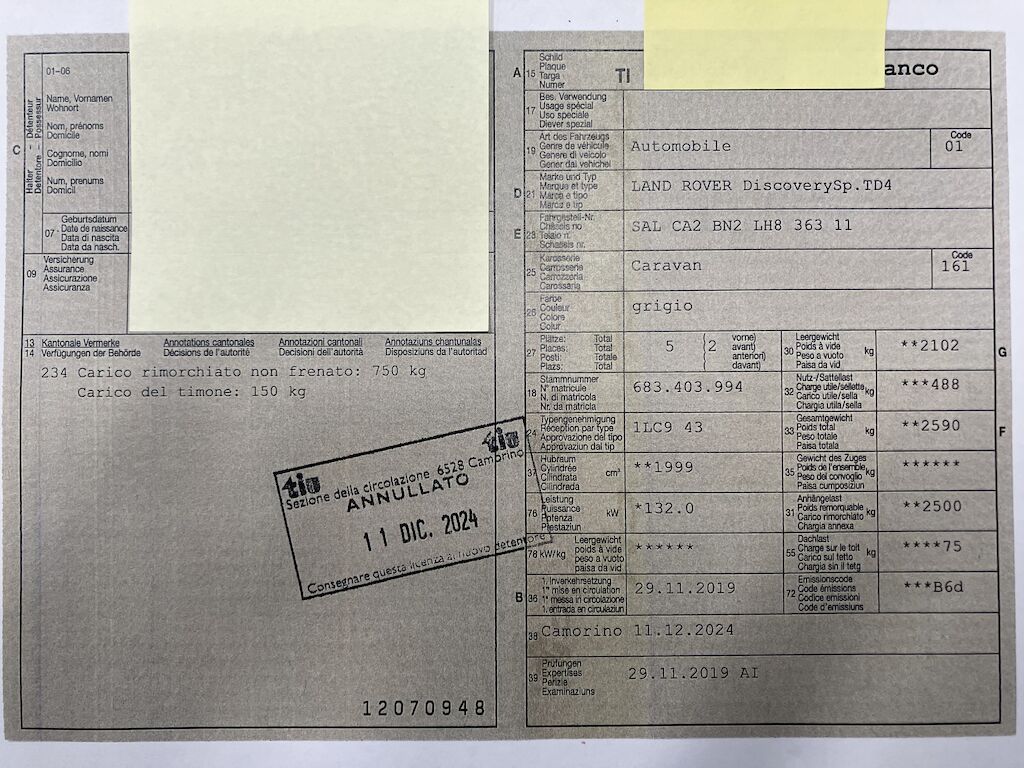 01-06
Name, Vornamen
Wohnort
Nom, prénoms
Domicile
Cognome, nomi
Domicilio
Num, prenums
Domicil
C
Halter - Détenteur
Detentore - Possessur
07
Geburtsdatum
Date de naissance
Data di nascita
Data da nasch.
09
Versicherung
Assurance
Assicurazione
Assicuranza
13 Kantonale Vermerke Annotations cantonales Annotazioni cantonali Annotaziuns chantunalas
14 Verfügungen der Behörde Décisions de l'autorité Decisioni dell'autorità Disposiziuns da l'autoritad
234 Carico rimorchiato non frenato: 750 kg
Carico del timone: 150 kg
tiu tiu
Sezione della circolazione 6528 Camorino
ANNULLATO
11 DIC. 2024
Consegnare questa licenza al nuovo detentore
12070948
A 15
Schild
Plaque
Targa
Numer
TI
anco
17
Bes. Verwendung
Usage spécial
Uso speciale
Diever spezial
19
Art des Fahrzeugs
Genre de véhicule
Genere di veicolo
Gener dal vehichel
Automobile
Code
01
D 21
Marke und Typ
Marque et type
Marca e tipo
Marca e tip
LAND ROVER DiscoverySp.TD4
E 23
Fahrgestell-Nr.
Châssis no
Telaio n.
Schassis nr.
SAL CA2 BN2 LH8 363 11
25
Karosserie
Carrosserie
Carrozzeria
Carossaria
Caravan
Code
161
26
Farbe
Couleur
Colore
Colur
grigio
27
Plätze: Total
Places: Total
Posti: Totale
Plazs: Total
5 (2
vorne)
avant)
anteriori)
davant)
30
Leergewicht
Poids à vide
Peso a vuoto
Paisa da vid
kg
**2102
G
18
Stammnummer
N° matricule
N. di matricola
Nr. da matricla
683.403.994
32
Nutz-/Sattellast
Charge utile/sellette
Carico utile/sella
Chargia utila/sella
kg
***488
24
Typengenehmigung
Réception par type
Approvazione del tipo
Approvaziun dal tip
1LC9 43
33
Gesamtgewicht
Poids total
Peso totale
Paisa totala
kg
**2590
F
37
Hubraum
Cylindrée
Cilindrata
Cilindrada
cm³
**1999
35
Gewicht des Zuges
Poids de l'ensemble
Peso del convoglio
Paisa cumposiziun
kg
******
76
Leistung
Puissance
Potenza
Prestaziun
kW
*132.0
31
Anhängelast
Poids remorquable
Carico rimorchiato
Chargia annexa
kg
**2500
78 kW/kg
Leergewicht
poids à vide
peso a vuoto
paisa da vid
******
55
Dachlast
Charge sur le toit
Carico sul tetto
Chargia sin il tetg
kg
****75
B 36
1. Inverkehrsetzung
1re mise en circulation
1a messa in circolazione
1. entrada en circulaziun
29.11.2019
72
Emissionscode
Code émissions
Codice emissioni
Code d'emissiuns
***B6d
38
Camorino 11.12.2024
39
Prüfungen
Expertises
Perizie
Examinaziuns
29.11.2019 AI